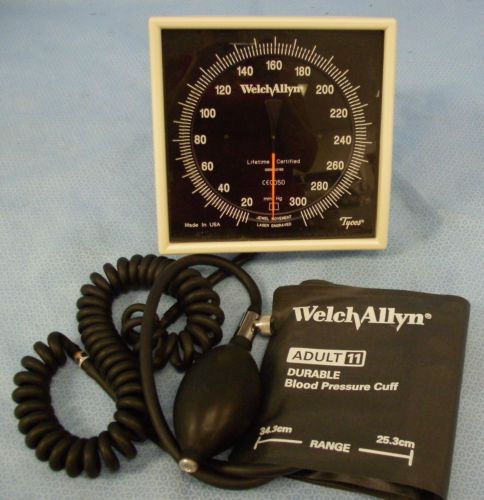 160
140 180
120 200
WelchAllyn®
100 220
80 240
60 260
Lifetime Certified
CE0050
40 280
mmHg
20 300
JEWEL MOVEMENT
LASER ENGRAVED
Made In USA
Tycos®
WelchAllyn®
ADULT 11
DURABLE
Blood Pressure Cuff
34.3cm 25.3cm
RANGE